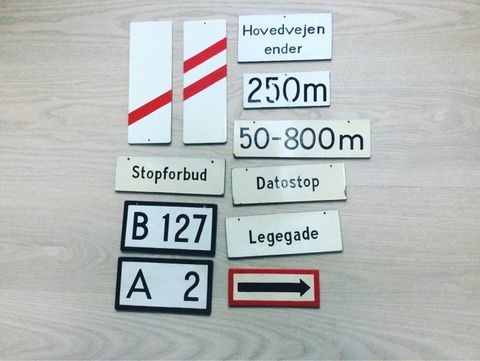 Hovedvejen
ender
250m
50-800m
Stopforbud
Datostop
B 127
Legegade
A 2